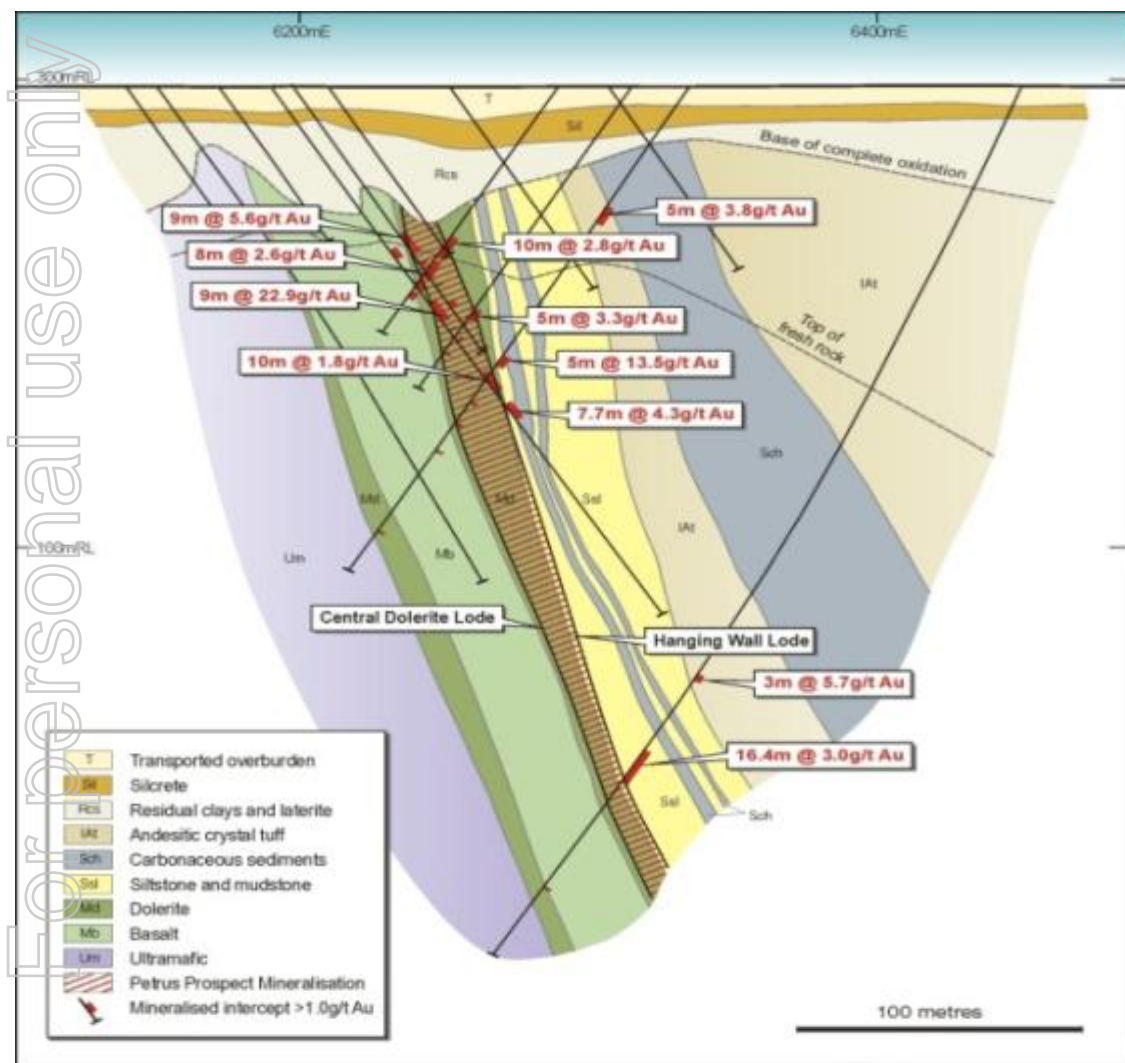 For personal use only
6200mE
6400mE
300mRL
T
Sil
Base of complete oxidation
Rcs
9m @ 5.6g/t Au
5m @ 3.8g/t Au
8m @ 2.6g/t Au
10m @ 2.8g/t Au
IAt
9m @ 22.9g/t Au
5m @ 3.3g/t Au
Top of
fresh rock
10m @ 1.8g/t Au
5m @ 13.5g/t Au
7.7m @ 4.3g/t Au
Sch
Md
Md
Ssl
IAt
100mRL
Um
Mb
Central Dolerite Lode
Hanging Wall Lode
3m @ 5.7g/t Au
16.4m @ 3.0g/t Au
Ssl
Sch
T Transported overburden
Sil Silcrete
Rcs Residual clays and laterite
IAt Andesitic crystal tuff
Sch Carbonaceous sediments
Ssl Siltstone and mudstone
Md Dolerite
Mb Basalt
Um Ultramafic
Petrus Prospect Mineralisation
Mineralised intercept >1.0g/t Au
100 metres